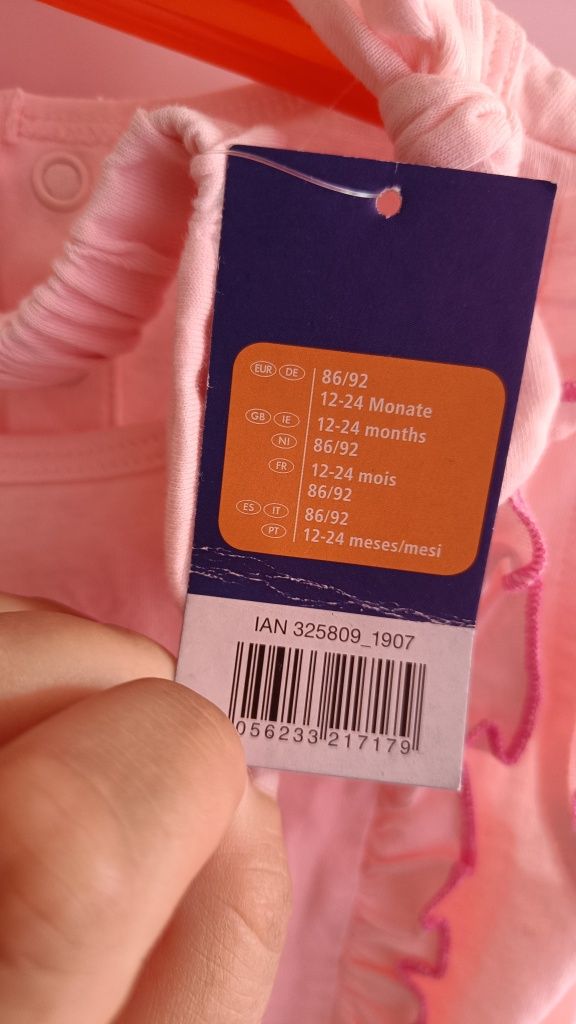 EUR DE 86/92
12-24 Monate
GB IE 12-24 months
NI 86/92
FR 12-24 mois
86/92
ES IT 86/92
PT 12-24 meses/mesi
IAN 325809_1907
056233 217179